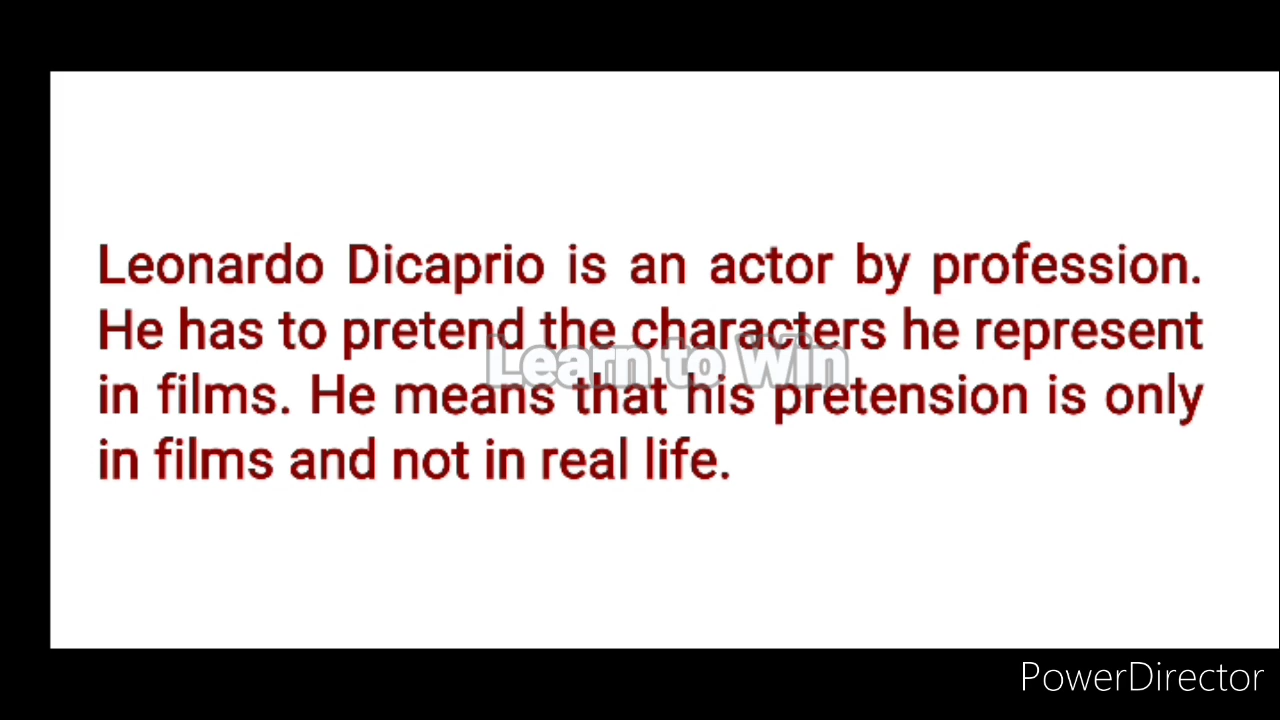 Leonardo Dicaprio is an actor by profession.
He has to pretend the characters he represent
Learn to Win
in films. He means that his pretension is only
in films and not in real life.
PowerDirector